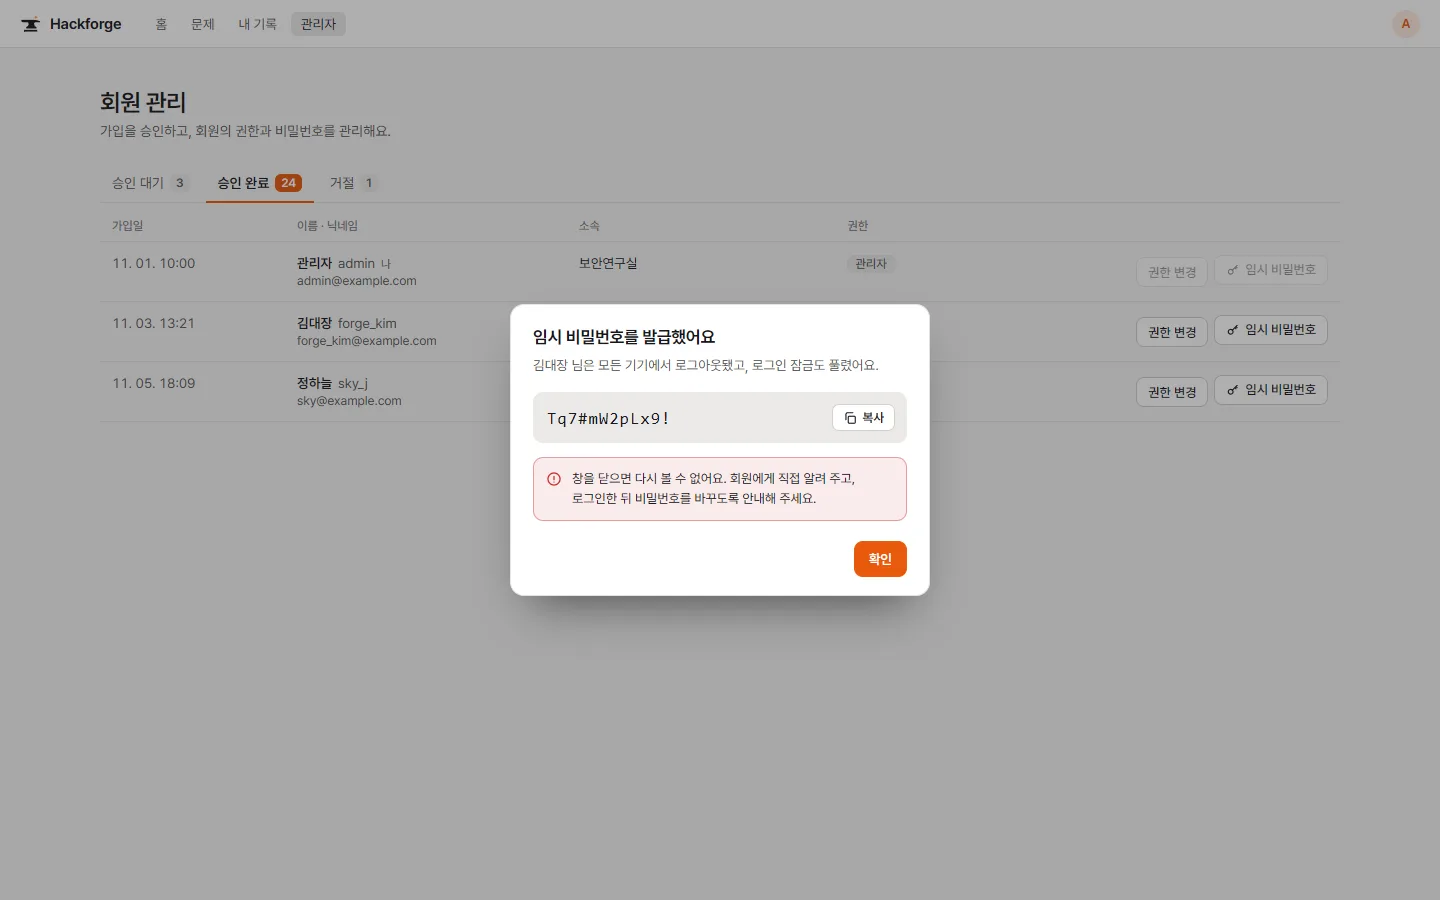 Hackforge 홈 문제 내 기록 관리자 A
회원 관리
가입을 승인하고, 회원의 권한과 비밀번호를 관리해요.
승인 대기 3 승인 완료 24 거절 1
가입일 이름 · 닉네임 소속 권한
11. 01. 10:00 관리자 admin 나 보안연구실 관리자 권한 변경 임시 비밀번호
admin@example.com
11. 03. 13:21 김대장 forge_kim 권한 변경 임시 비밀번호
forge_kim@example.com
11. 05. 18:09 정하늘 sky_j 권한 변경 임시 비밀번호
sky@example.com
임시 비밀번호를 발급했어요
김대장 님은 모든 기기에서 로그아웃됐고, 로그인 잠금도 풀렸어요.
Tq7#mW2pLx9! 복사
창을 닫으면 다시 볼 수 없어요. 회원에게 직접 알려 주고,
로그인한 뒤 비밀번호를 바꾸도록 안내해 주세요.
확인